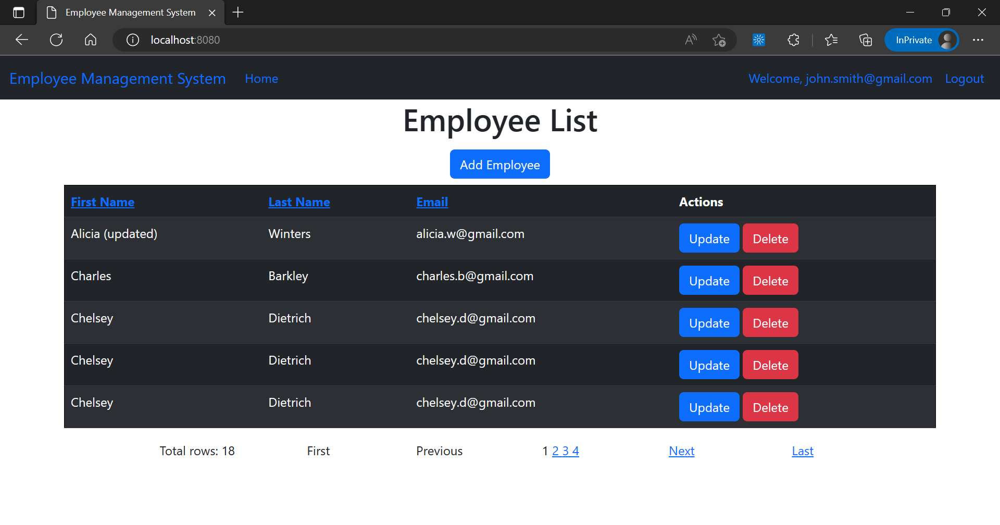 Employee Management System
localhost:8080
InPrivate
Employee Management System Home Welcome, john.smith@gmail.com Logout
Employee List
Add Employee
First Name Last Name Email Actions
Alicia (updated) Winters alicia.w@gmail.com Update Delete
Charles Barkley charles.b@gmail.com Update Delete
Chelsey Dietrich chelsey.d@gmail.com Update Delete
Chelsey Dietrich chelsey.d@gmail.com Update Delete
Chelsey Dietrich chelsey.d@gmail.com Update Delete
Total rows: 18 First Previous 1 2 3 4 Next Last